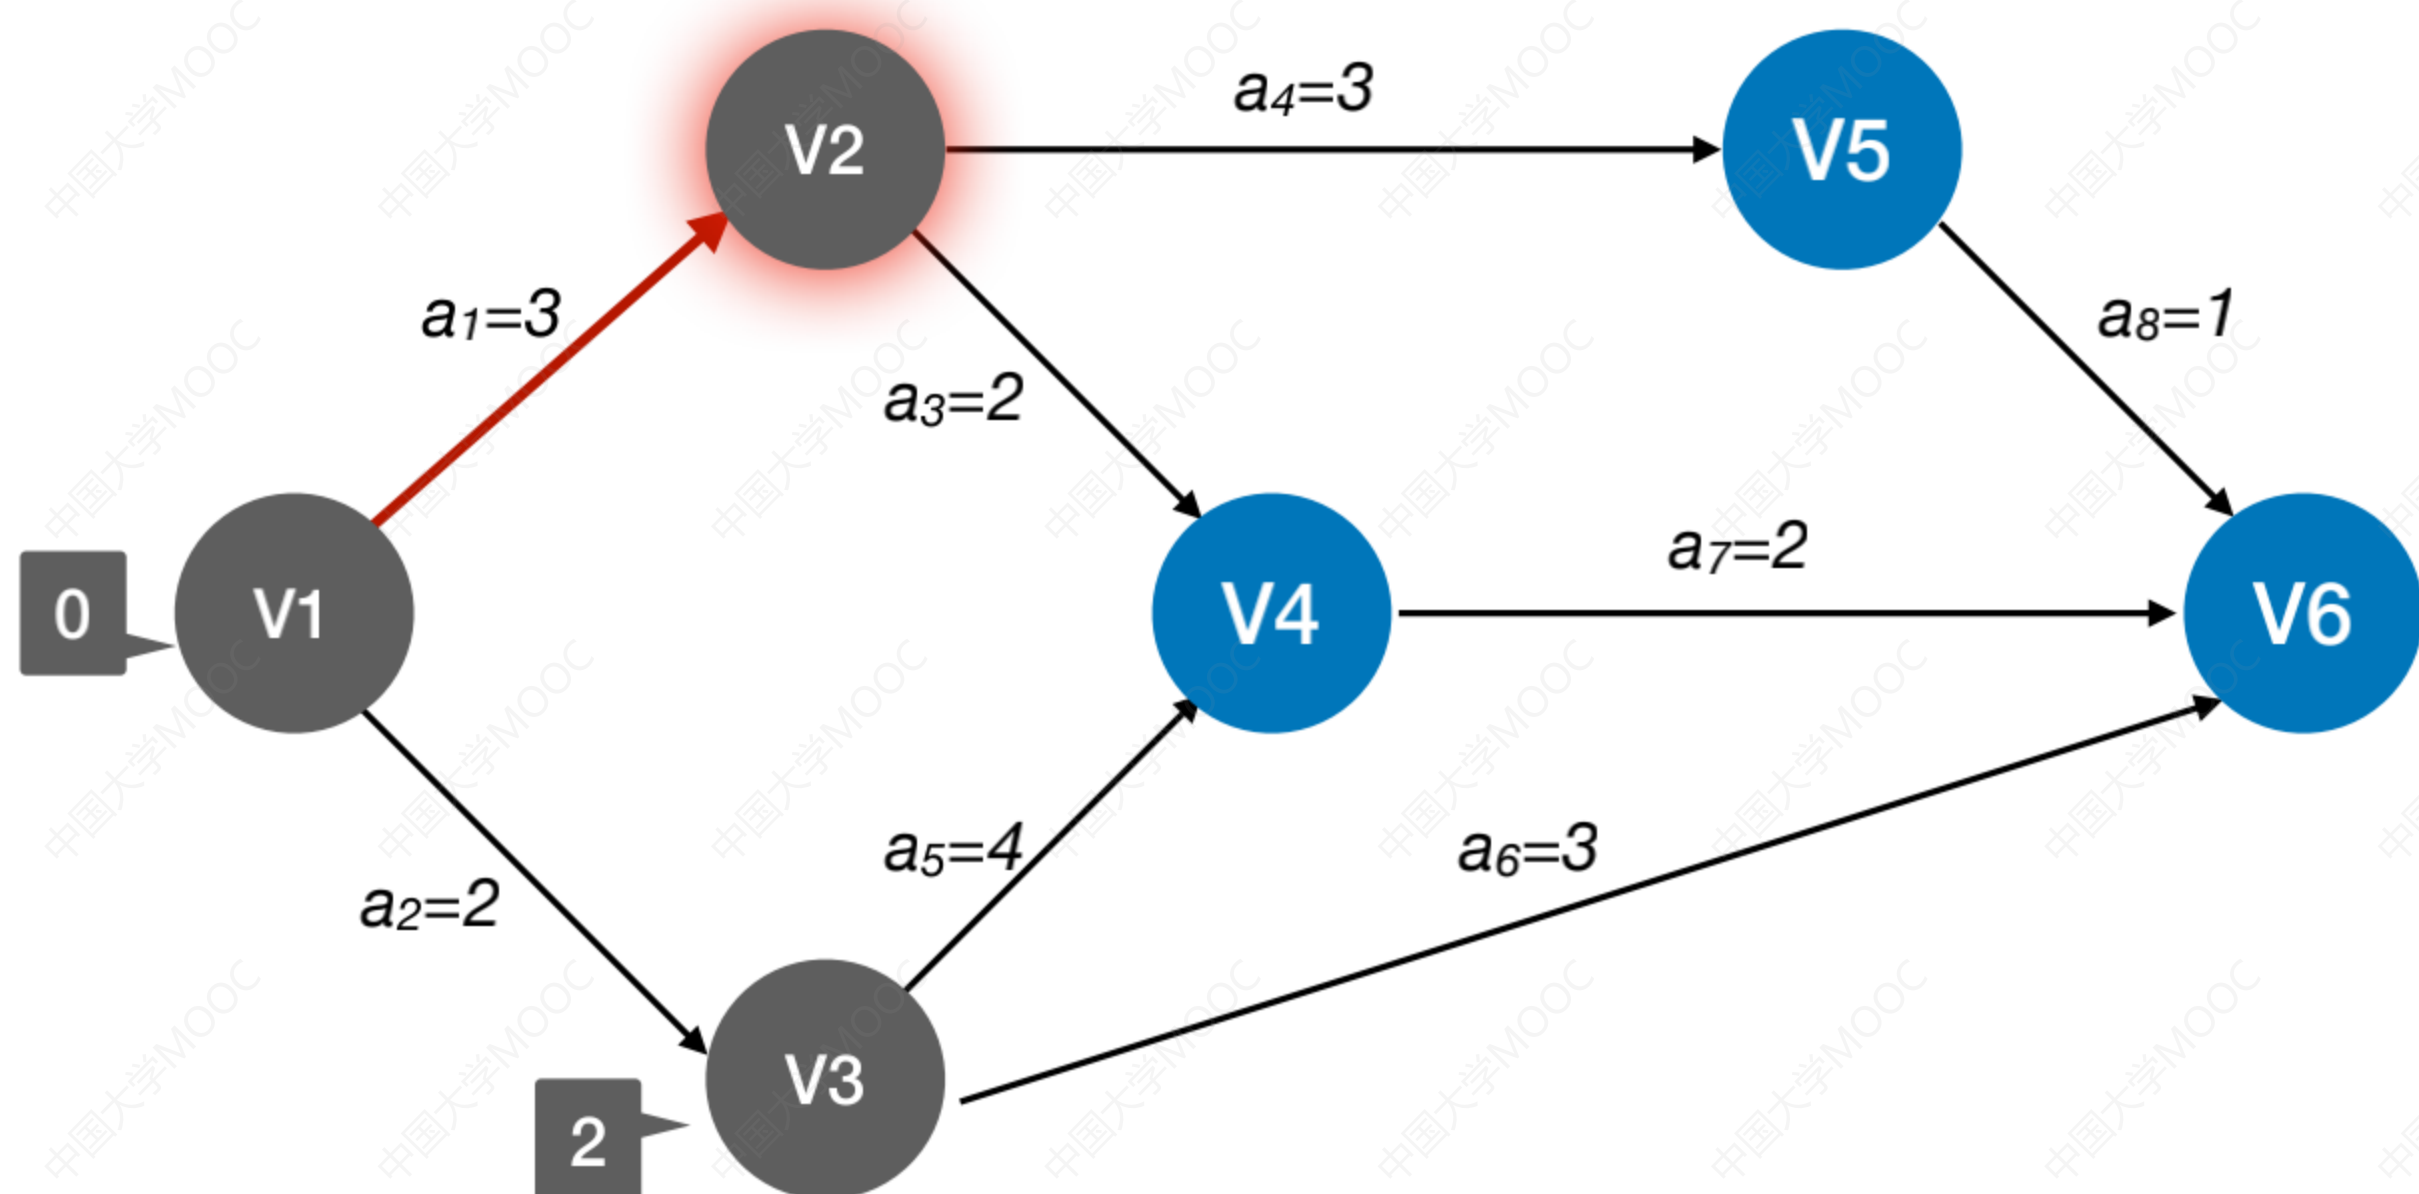 V2
a4=3
V5
a1=3
a8=1
a3=2
0
V1
V4
a7=2
V6
a2=2
a5=4
a6=3
V3
2
中国大学MOOC